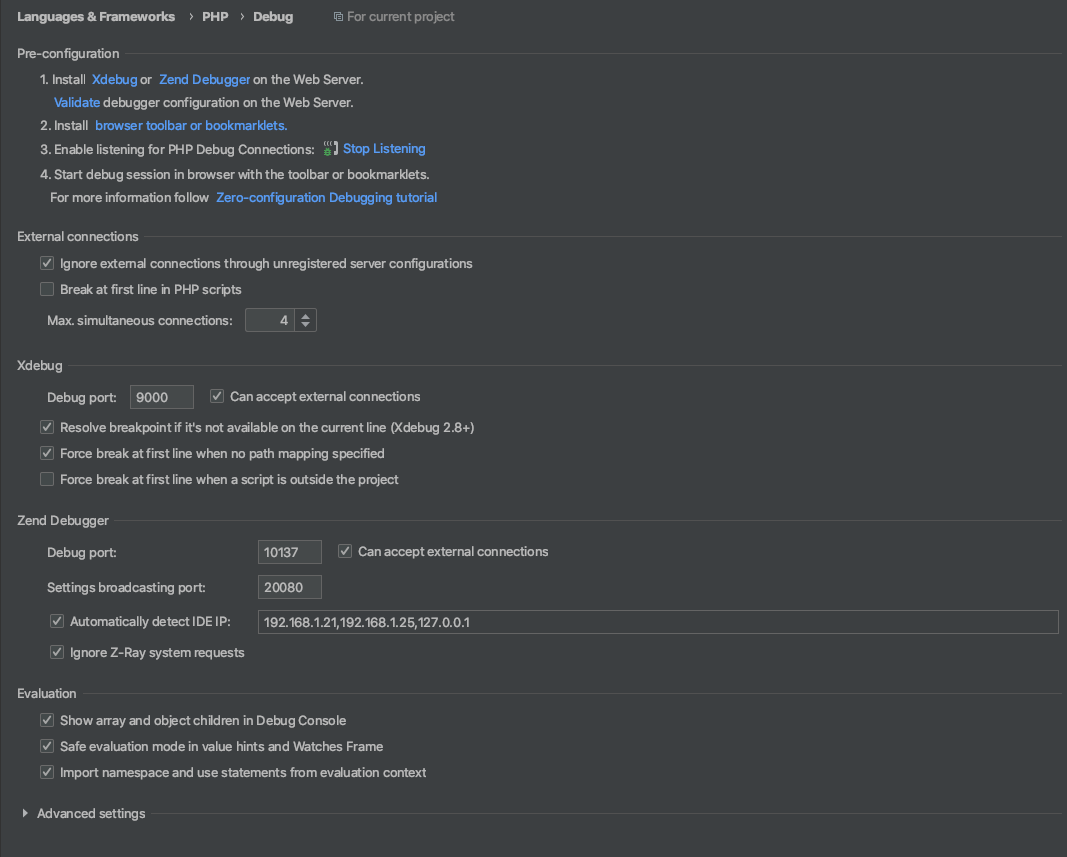 Languages & Frameworks › PHP › Debug For current project
Pre-configuration
1. Install Xdebug or Zend Debugger on the Web Server.
Validate debugger configuration on the Web Server.
2. Install browser toolbar or bookmarklets.
3. Enable listening for PHP Debug Connections: Stop Listening
4. Start debug session in browser with the toolbar or bookmarklets.
For more information follow Zero-configuration Debugging tutorial
External connections
Ignore external connections through unregistered server configurations
Break at first line in PHP scripts
Max. simultaneous connections: 4
Xdebug
Debug port: 9000 Can accept external connections
Resolve breakpoint if it's not available on the current line (Xdebug 2.8+)
Force break at first line when no path mapping specified
Force break at first line when a script is outside the project
Zend Debugger
Debug port: 10137 Can accept external connections
Settings broadcasting port: 20080
Automatically detect IDE IP: 192.168.1.21,192.168.1.25,127.0.0.1
Ignore Z-Ray system requests
Evaluation
Show array and object children in Debug Console
Safe evaluation mode in value hints and Watches Frame
Import namespace and use statements from evaluation context
Advanced settings